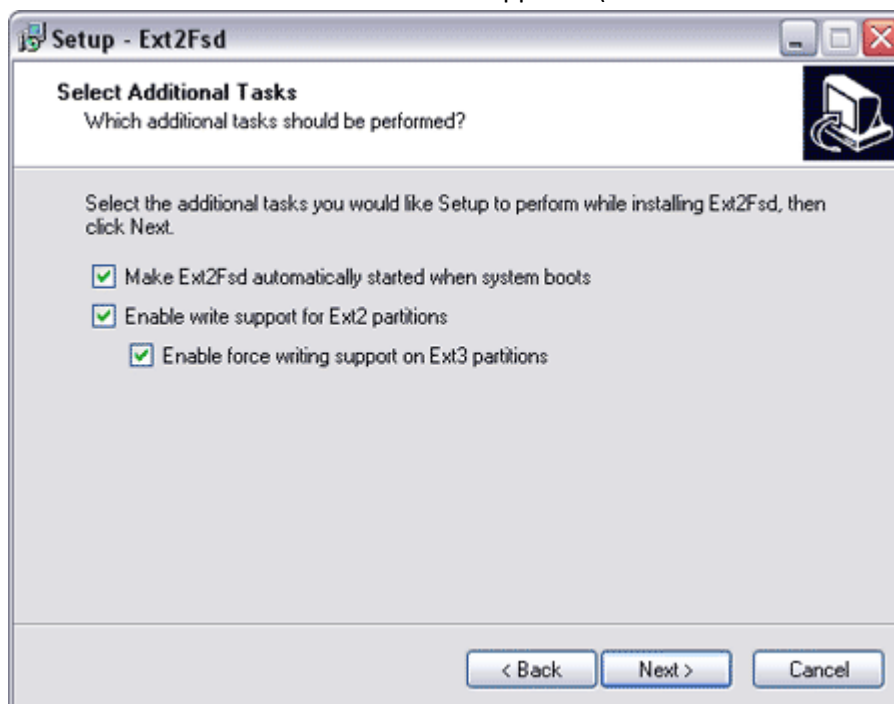 Setup - Ext2Fsd
Select Additional Tasks
Which additional tasks should be performed?
Select the additional tasks you would like Setup to perform while installing Ext2Fsd, then
click Next.
Make Ext2Fsd automatically started when system boots
Enable write support for Ext2 partitions
Enable force writing support on Ext3 partitions
< Back
Next >
Cancel